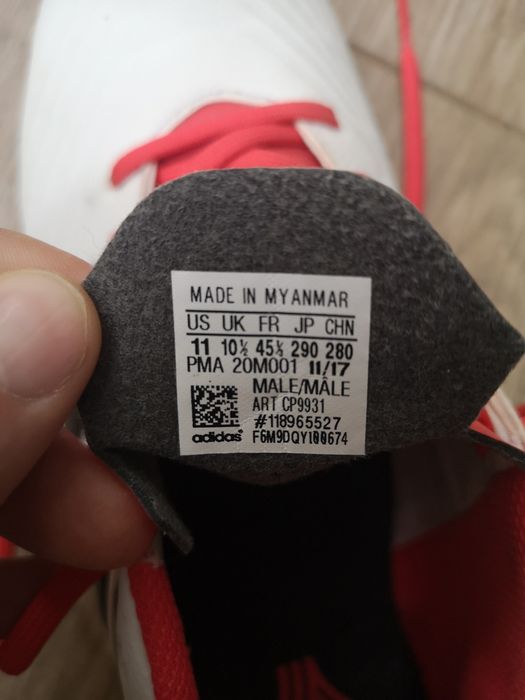 MADE IN MYANMAR
US UK FR JP CHN
11 10½ 45⅓ 290 280
PMA 20M001 11/17
MALE/MÂLE
ART CP9931
#118965527
adidas F6M9DQY100674